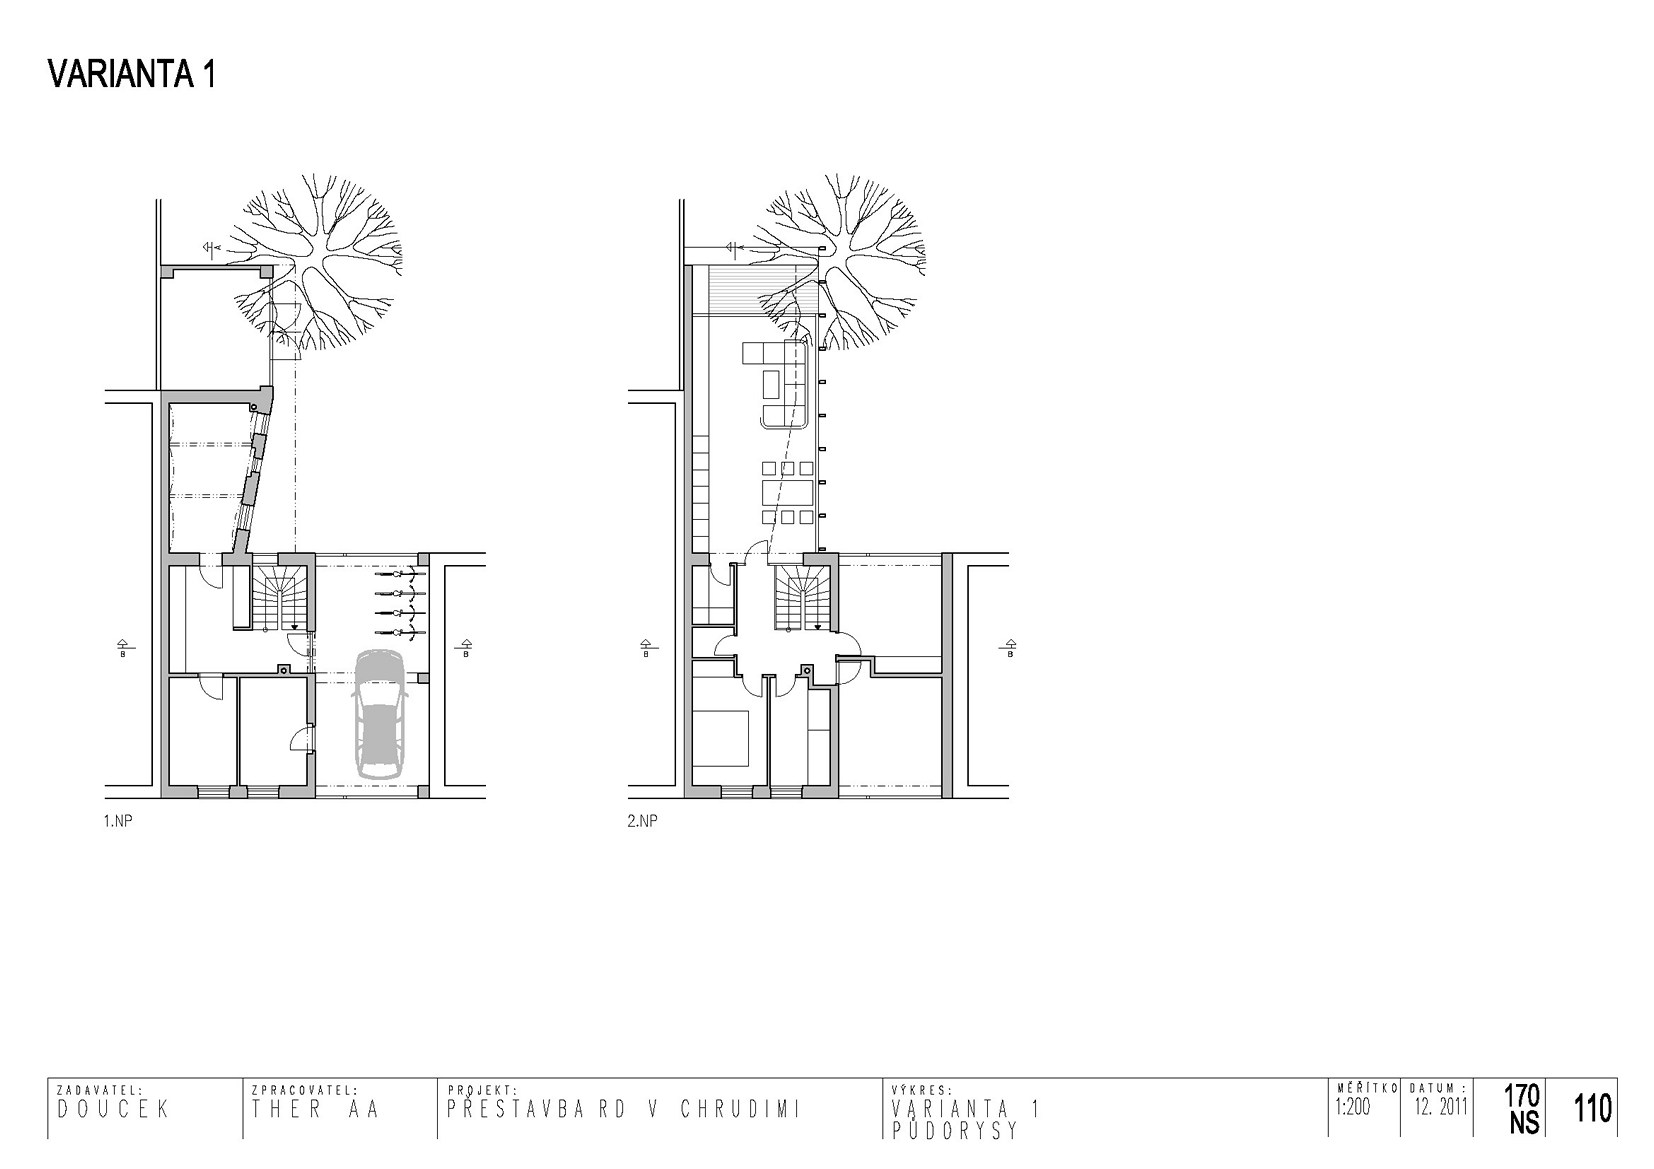 VARIANTA 1
A
A
B
B
B
B
1.NP
2.NP
ZADAVATEL:
DOUCEK
ZPRACOVATEL:
THER AA
PROJEKT:
PŘESTAVBA RD V CHRUDIMI
VÝKRES:
VARIANTA 1
PŮDORYSY
MĚŘÍTKO
1:200
DATUM :
12. 2011
170
NS
110